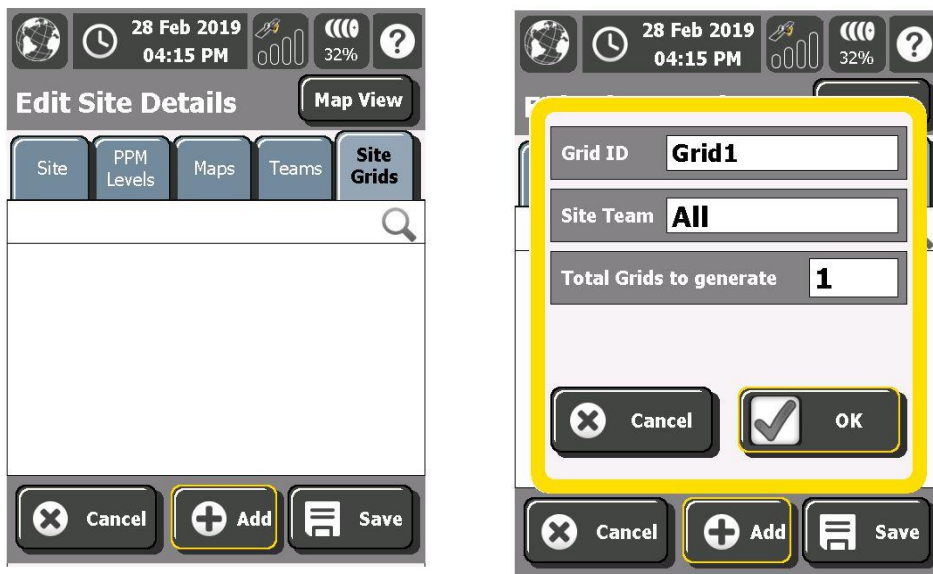 28 Feb 2019
04:15 PM
32%
?
Edit Site Details
Map View
Site
PPM
Levels
Maps
Teams
Site
Grids
Cancel
Add
Save
28 Feb 2019
04:15 PM
32%
?
Grid ID
Grid1
Site Team
All
Total Grids to generate
1
Cancel
OK
Cancel
Add
Save